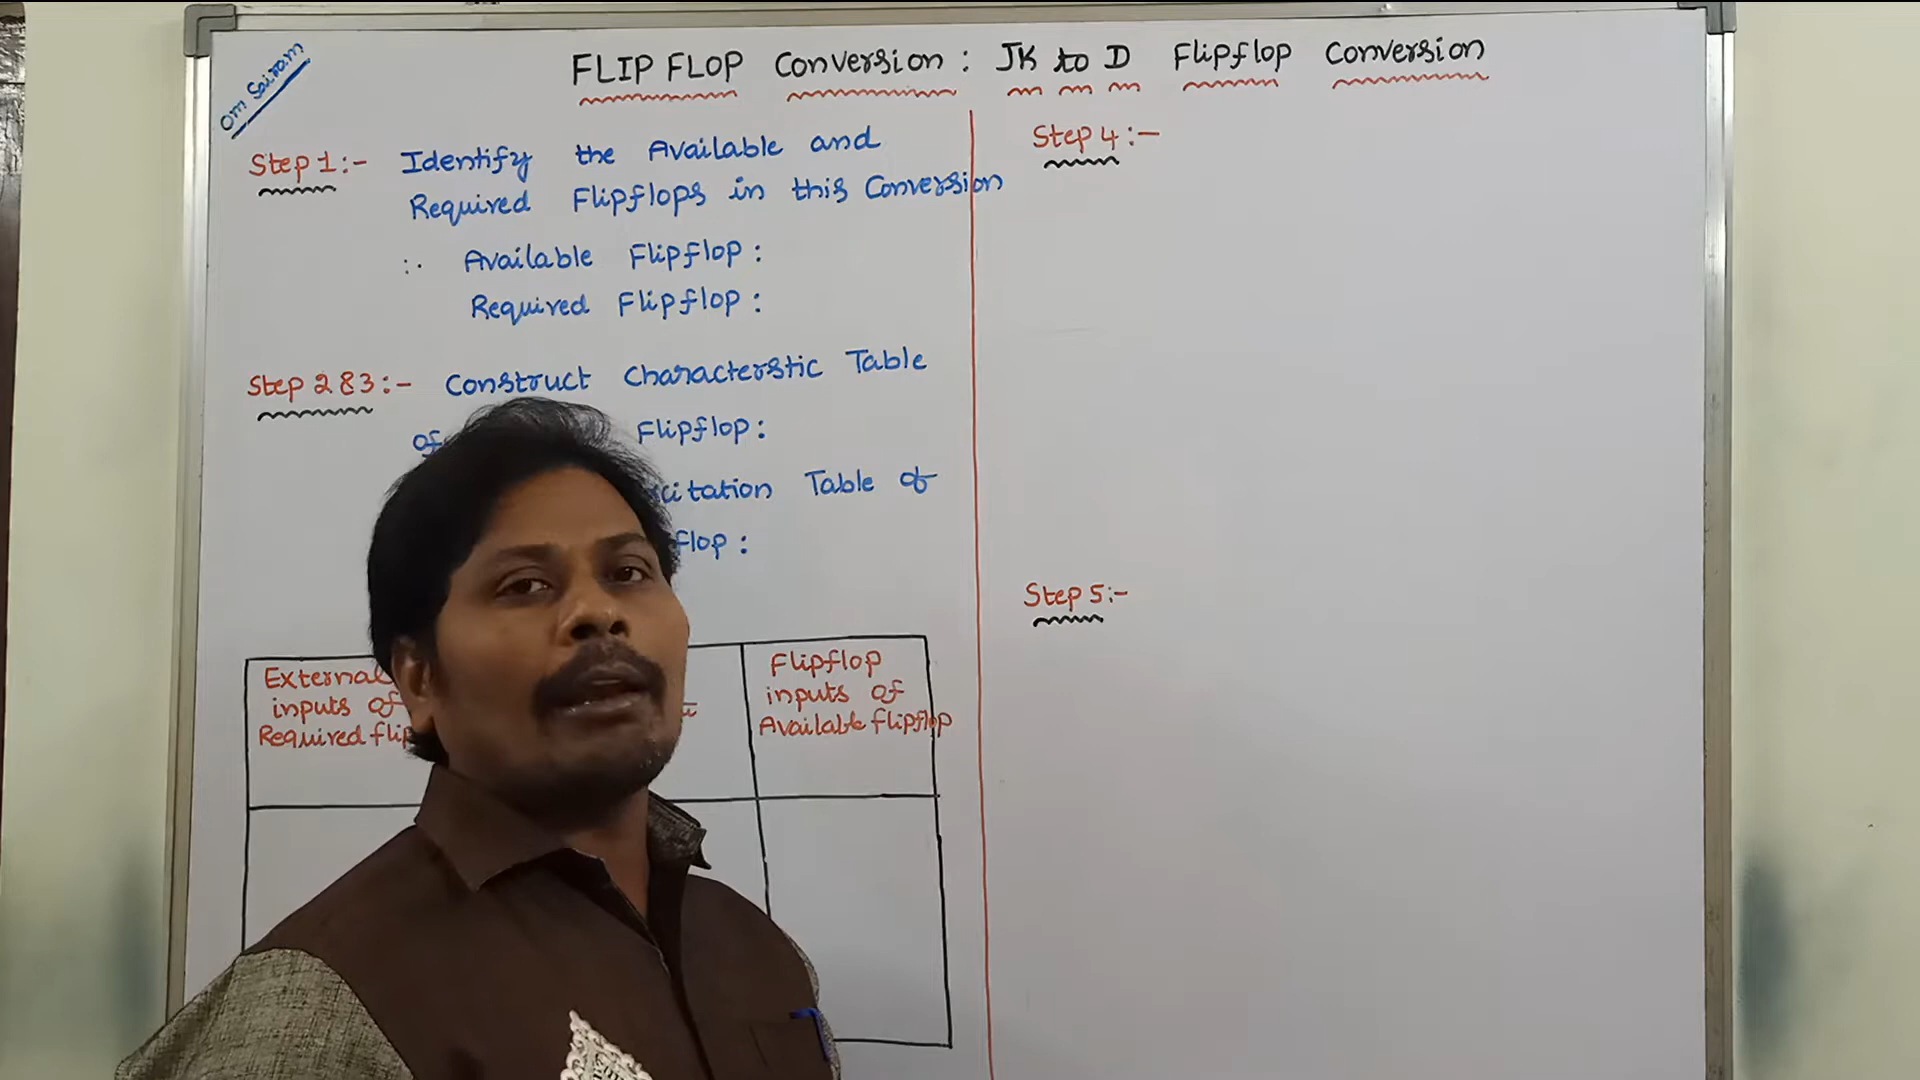 Om Sairam
FLIP FLOP Conversion : JK to D Flipflop Conversion
Step 1:- Identify the Available and
Required Flipflops in this Conversion
∴ Available Flipflop :
Required Flipflop :
Step 2 & 3 :- Construct Characterstic Table
of Flipflop :
Table of
:
External
inputs of
Required
Flipflop
inputs of
Available flipflop
Step 4 :-
Step 5 :-